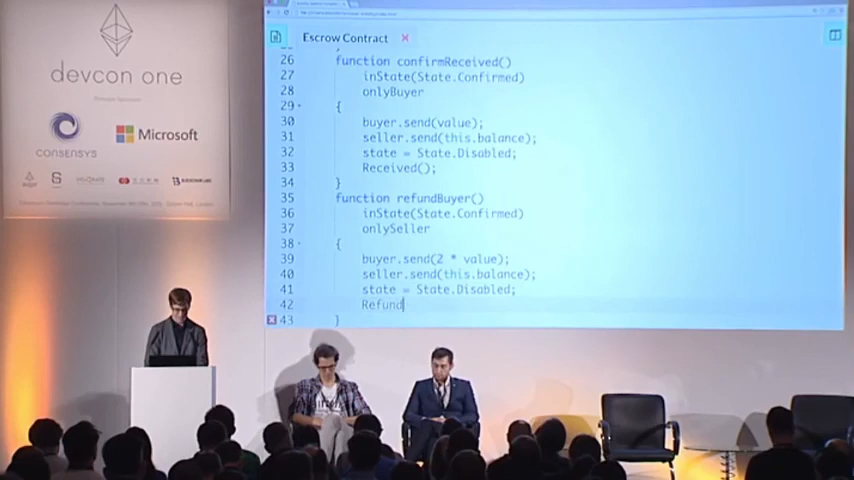 devcon one
CONSENSYS
Microsoft
Escrow Contract
26 function confirmReceived()
27 inState(State.Confirmed)
28 onlyBuyer
29 {
30 buyer.send(value);
31 seller.send(this.balance);
32 state = State.Disabled;
33 Received();
34 }
35 function refundBuyer()
36 inState(State.Confirmed)
37 onlySeller
38 {
39 buyer.send(2 * value);
40 seller.send(this.balance);
41 state = State.Disabled;
42 Refund
43 }